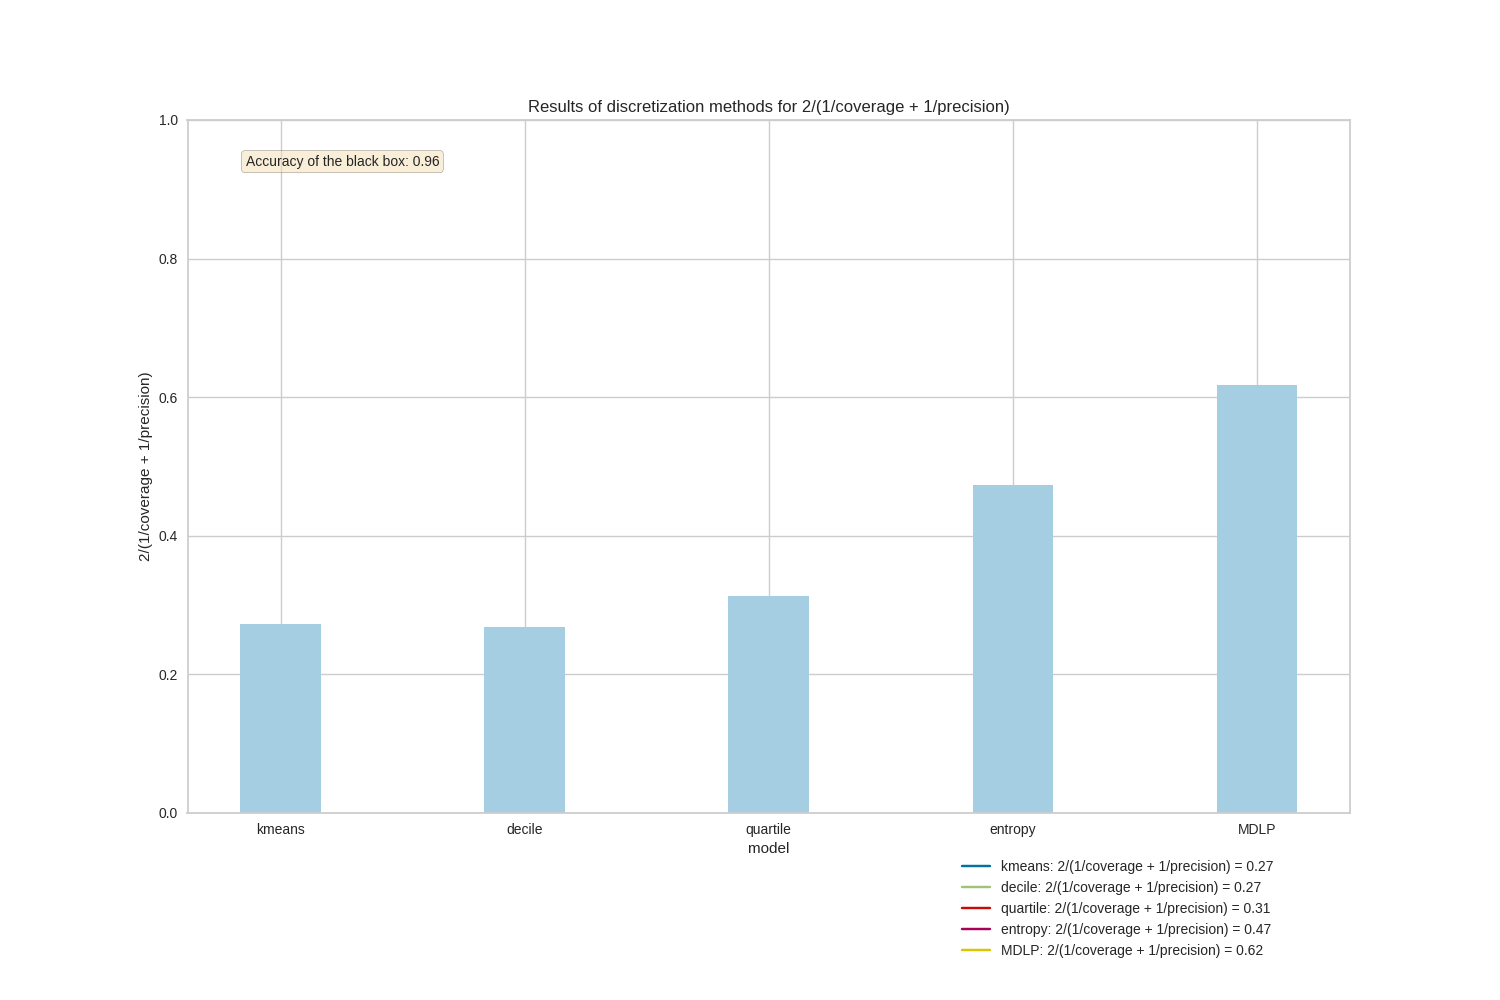 Results of discretization methods for 2/(1/coverage + 1/precision)
1.0
Accuracy of the black box: 0.96
0.8
0.6
0.4
0.2
0.0
2/(1/coverage + 1/precision)
kmeans decile quartile entropy MDLP
model
kmeans: 2/(1/coverage + 1/precision) = 0.27
decile: 2/(1/coverage + 1/precision) = 0.27
quartile: 2/(1/coverage + 1/precision) = 0.31
entropy: 2/(1/coverage + 1/precision) = 0.47
MDLP: 2/(1/coverage + 1/precision) = 0.62